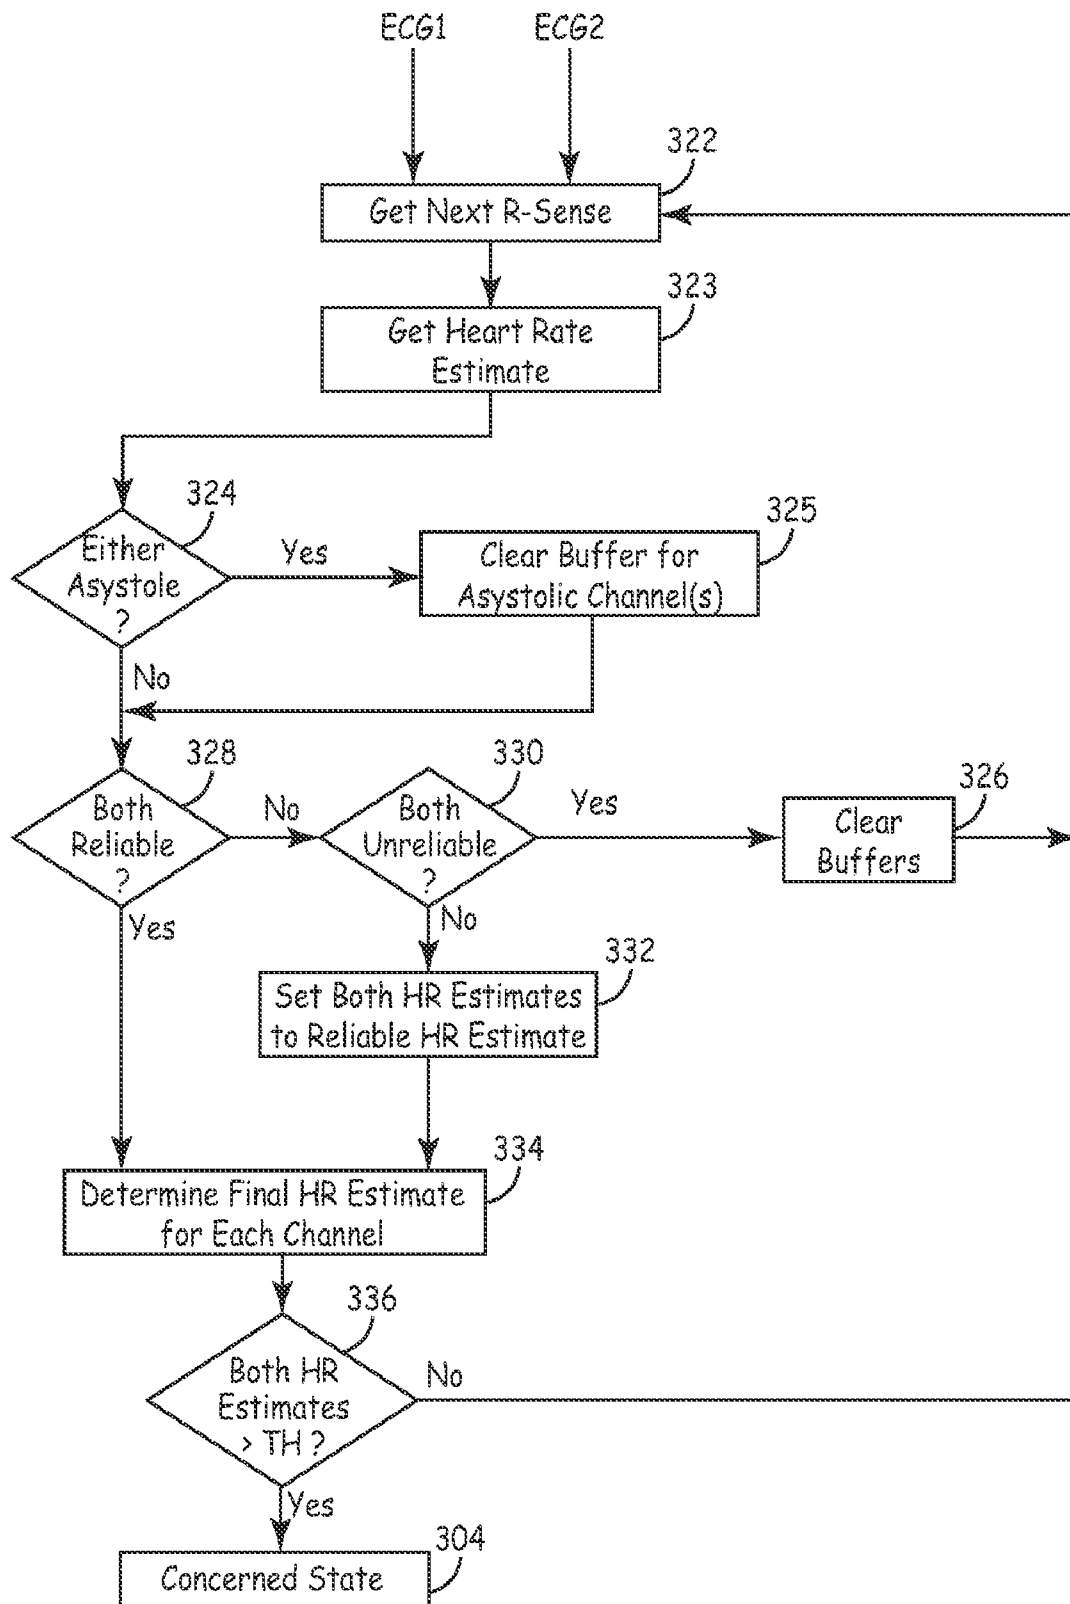 ECG1
ECG2
322
Get Next R-Sense
323
Get Heart Rate
Estimate
324
Either
Asystole
?
Yes
325
Clear Buffer for
Asystolic Channel(s)
No
328
Both
Reliable
?
No
330
Both
Unreliable
?
Yes
326
Clear
Buffers
Yes
No
332
Set Both HR Estimates
to Reliable HR Estimate
334
Determine Final HR Estimate
for Each Channel
336
Both HR
Estimates
> TH ?
No
Yes
304
Concerned State